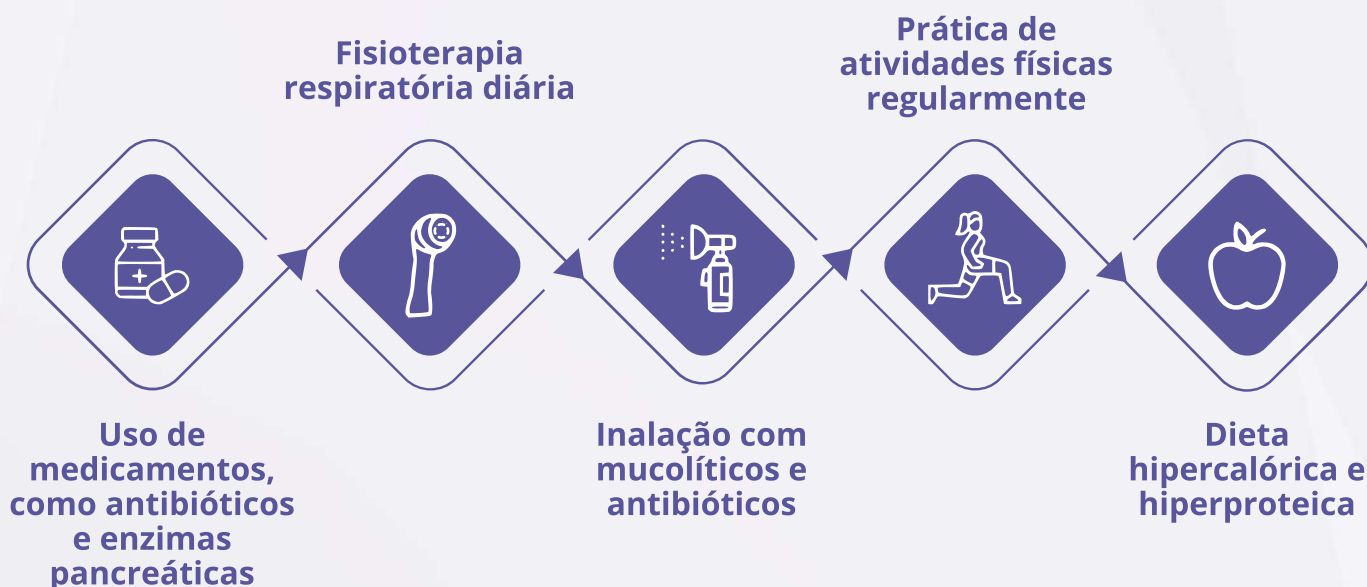 Uso de
medicamentos,
como antibióticos
e enzimas
pancreáticas
Fisioterapia
respiratória diária
Inalação com
mucolíticos e
antibióticos
Prática de
atividades físicas
regularmente
Dieta
hipercalórica e
hiperproteica